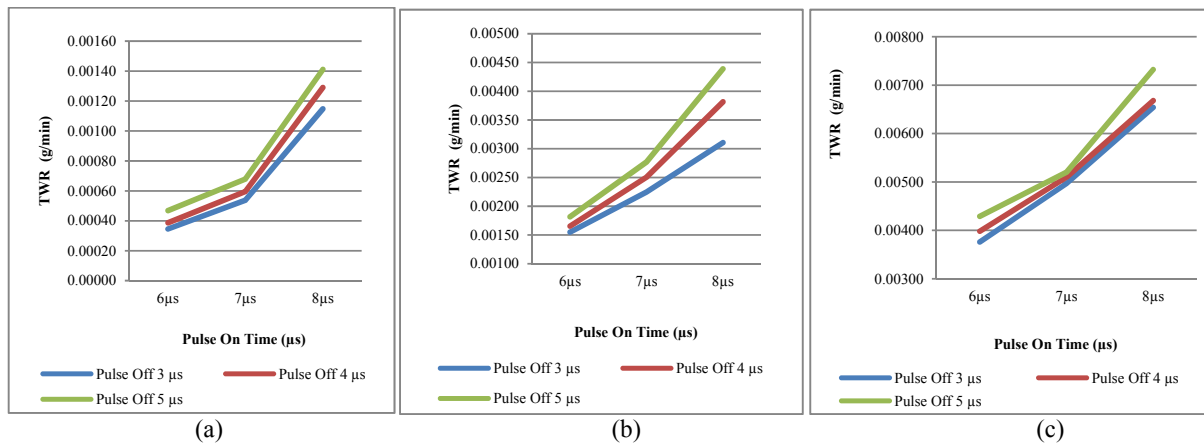 0.00160
0.00140
0.00120
0.00100
0.00080
0.00060
0.00040
0.00020
0.00000
TWR (g/min)
6µs 7µs 8µs
Pulse On Time (µs)
Pulse Off 3 µs Pulse Off 4 µs
Pulse Off 5 µs
(a)
0.00500
0.00450
0.00400
0.00350
0.00300
0.00250
0.00200
0.00150
0.00100
TWR (g/min)
6µs 7µs 8µs
Pulse On Time (µs)
Pulse Off 3 µs Pulse Off 4 µs
Pulse Off 5 µs
(b)
0.00800
0.00700
0.00600
0.00500
0.00400
0.00300
TWR (g/min)
6µs 7µs 8µs
Pulse On Time (µs)
Pulse Off 3 µs Pulse Off 4 µs
Pulse Off 5 µs
(c)